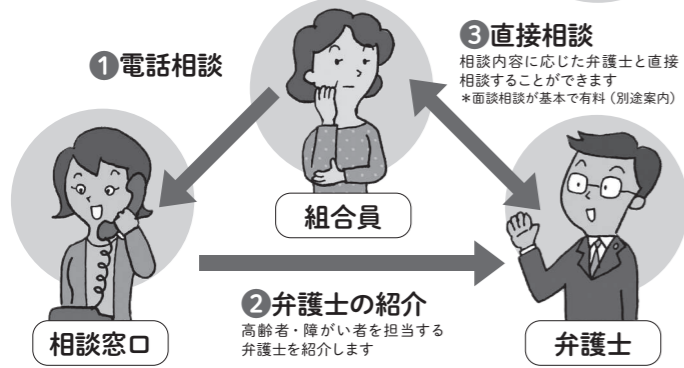 ❶電話相談
❸直接相談
相談内容に応じた弁護士と直接
相談することができます
＊面談相談が基本で有料（別途案内）
組合員
❷弁護士の紹介
高齢者・障がい者を担当する
弁護士を紹介します
相談窓口
弁護士